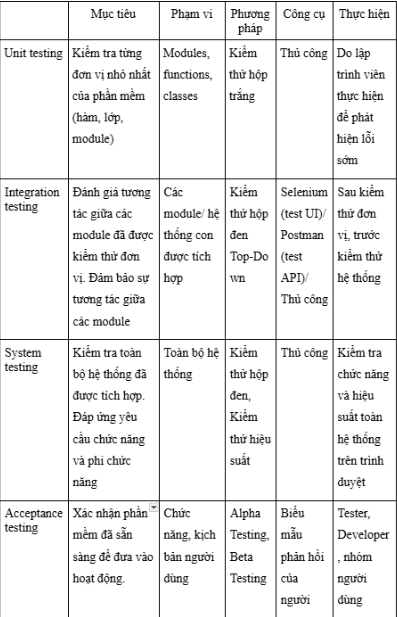 Mục tiêu
Phạm vi
Phương
pháp
Công cụ
Thực hiện
Unit testing
Kiểm tra từng
đơn vị nhỏ nhất
của phần mềm
(hàm, lớp,
module)
Modules,
functions,
classes
Kiểm
thử hộp
trắng
Thủ công
Do lập
trình viên
thực hiện
để phát
hiện lỗi
sớm
Integration
testing
Đánh giá tương
tác giữa các
module đã được
kiểm thử đơn
vị. Đảm bảo sự
tương tác giữa
các module
Các
module/ hệ
thống con
được tích
hợp
Kiểm
thử hộp
đen
Top-Do
wn
Selenium
(test UI)/
Postman
(test
API)/
Thủ công
Sau kiểm
thử đơn
vị, trước
kiểm thử
hệ thống
System
testing
Kiểm tra toàn
bộ hệ thống đã
được tích hợp.
Đáp ứng yêu
cầu chức năng
và phi chức
năng
Toàn bộ hệ
thống
Kiểm
thử hộp
đen,
Kiểm
thử hiệu
suất
Thủ công
Kiểm tra
chức năng
và hiệu
suất toàn
hệ thống
trên trình
duyệt
Acceptance
testing
Xác nhận phần
mềm đã sẵn
sàng để đưa vào
hoạt động.
Chức
năng, kịch
bản người
dùng
Alpha
Testing,
Beta
Testing
Biểu
mẫu
phản hồi
của
người
Tester,
Developer
, nhóm
người
dùng